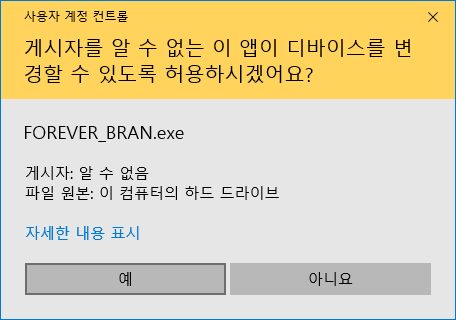 사용자 계정 컨트롤
게시자를 알 수 없는 이 앱이 디바이스를 변
경할 수 있도록 허용하시겠어요?
FOREVER_BRAN.exe
게시자: 알 수 없음
파일 원본: 이 컴퓨터의 하드 드라이브
자세한 내용 표시
예
아니요